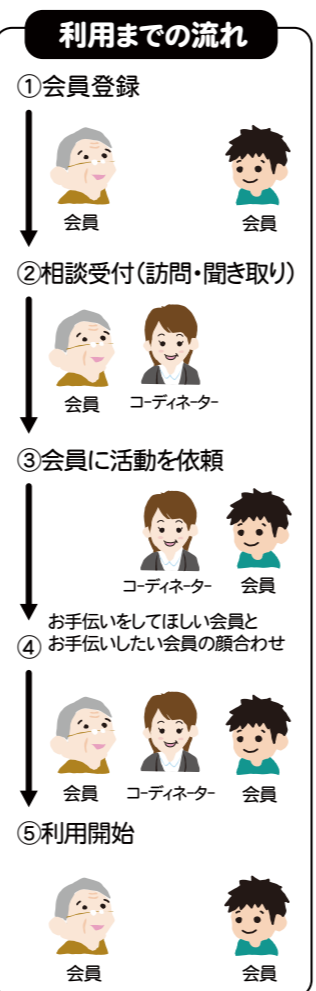 利用までの流れ
①会員登録
会員 会員
②相談受付(訪問・聞き取り)
会員 コーディネーター
③会員に活動を依頼
コーディネーター 会員
お手伝いをしてほしい会員と
④ お手伝いしたい会員の顔合わせ
会員 コーディネーター 会員
⑤利用開始
会員 会員